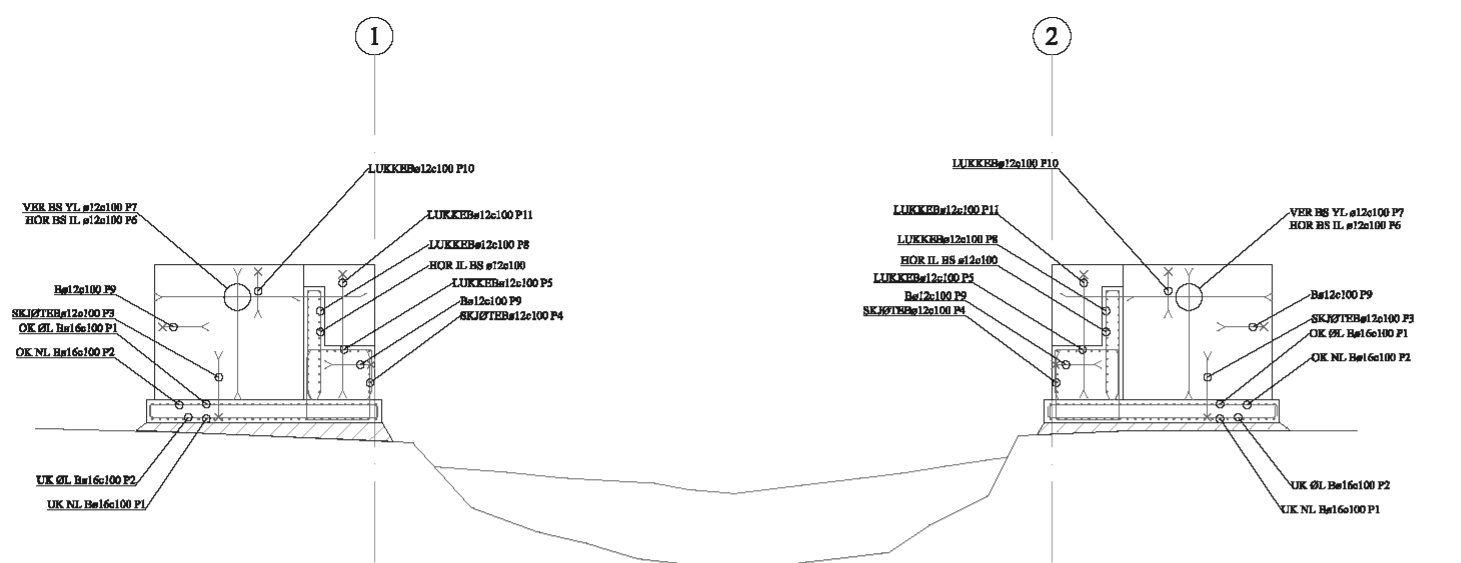 1
2
LUKKEBø12c100 P10
VER BS YL ø12c100 P7
HOR BS IL ø12c100 P6
LUKKEBø12c100 P11
LUKKEBø12c100 P8
HOR IL BS ø12c100
LUKKEBø12c100 P5
Bø12c100 P9
Bø12c100 P9
SKJØTEBø12c100 P3
SKJØTEBø12c100 P4
OK ØL Bø16c100 P1
OK NL Bø16c100 P2
UK ØL Bø16c100 P2
UK NL Bø16c100 P1
LUKKEBø12c100 P10
LUKKEBø12c100 P11
VER BS YL ø12c100 P7
HOR BS IL ø12c100 P6
LUKKEBø12c100 P8
HOR IL BS ø12c100
LUKKEBø12c100 P5
Bø12c100 P9
Bø12c100 P9
SKJØTEBø12c100 P4
SKJØTEBø12c100 P3
OK ØL Bø16c100 P1
OK NL Bø16c100 P2
UK ØL Bø16c100 P2
UK NL Bø16c100 P1